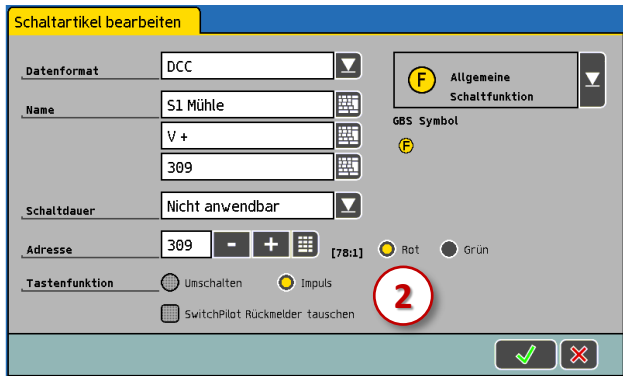 Schaltartikel bearbeiten
Datenformat
DCC
F Allgemeine
Schaltfunktion
Name
S1 Mühle
V +
309
GBS Symbol
F
Schaltdauer
Nicht anwendbar
Adresse
309 - + [78:1] Rot Grün
Tastenfunktion
Umschalten Impuls
2
SwitchPilot Rückmelder tauschen